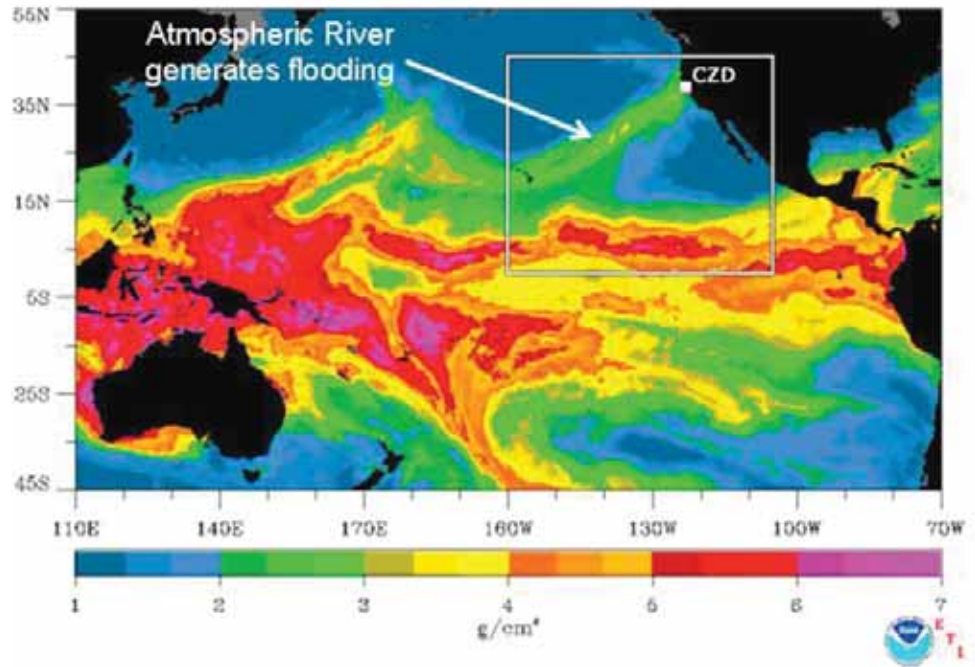 55N
Atmospheric River
generates flooding
CZD
35N
15N
5S
25S
45S
110E 140E 170E 160W 130W 100W 70W
1 2 3 4 5 6 7
g/cm²
E
T
L